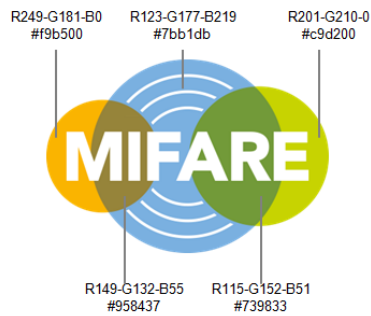 R249-G181-B0
#f9b500
R123-G177-B219
#7bb1db
R201-G210-0
#c9d200
MIFARE
R149-G132-B55
#958437
R115-G152-B51
#739833